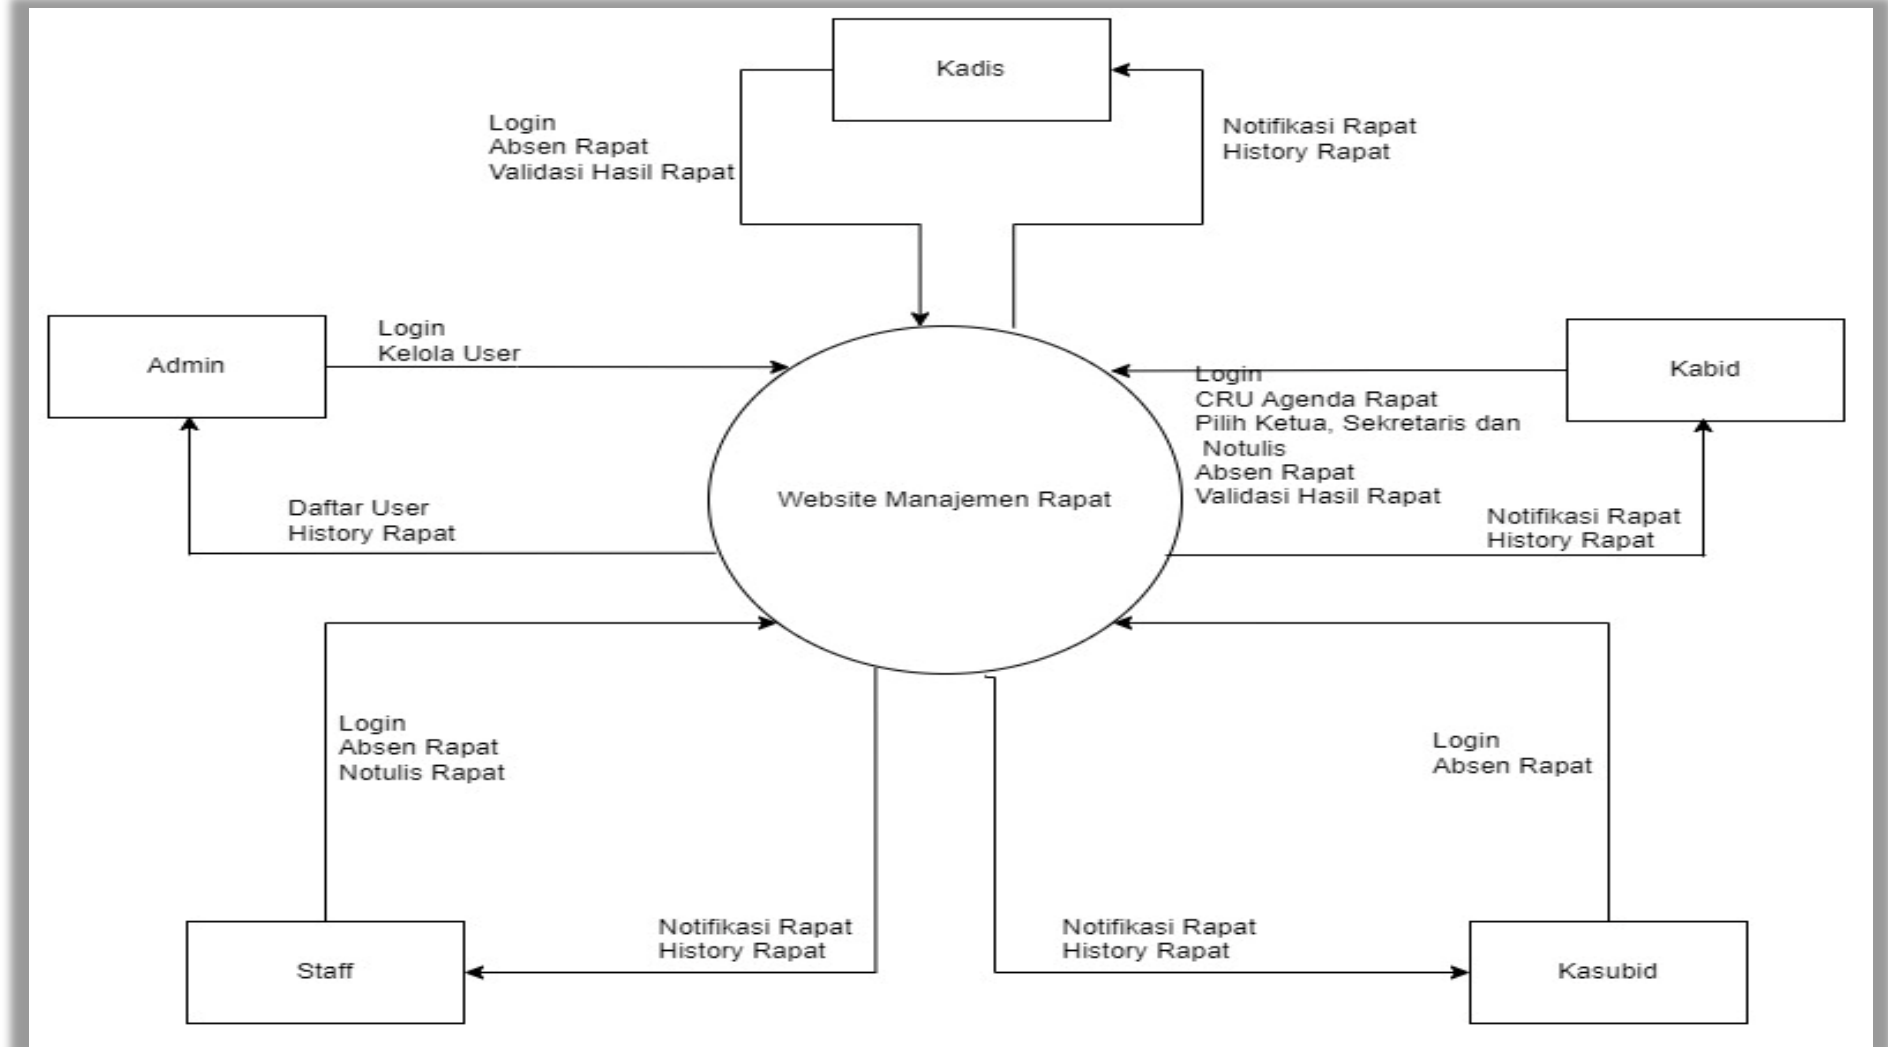 Kadis
Login
Absen Rapat
Validasi Hasil Rapat
Notifikasi Rapat
History Rapat
Admin
Login
Kelola User
Kabid
Login
CRU Agenda Rapat
Pilih Ketua, Sekretaris dan
Notulis
Absen Rapat
Validasi Hasil Rapat
Website Manajemen Rapat
Daftar User
History Rapat
Notifikasi Rapat
History Rapat
Login
Absen Rapat
Notulis Rapat
Login
Absen Rapat
Notifikasi Rapat
History Rapat
Notifikasi Rapat
History Rapat
Staff
Kasubid